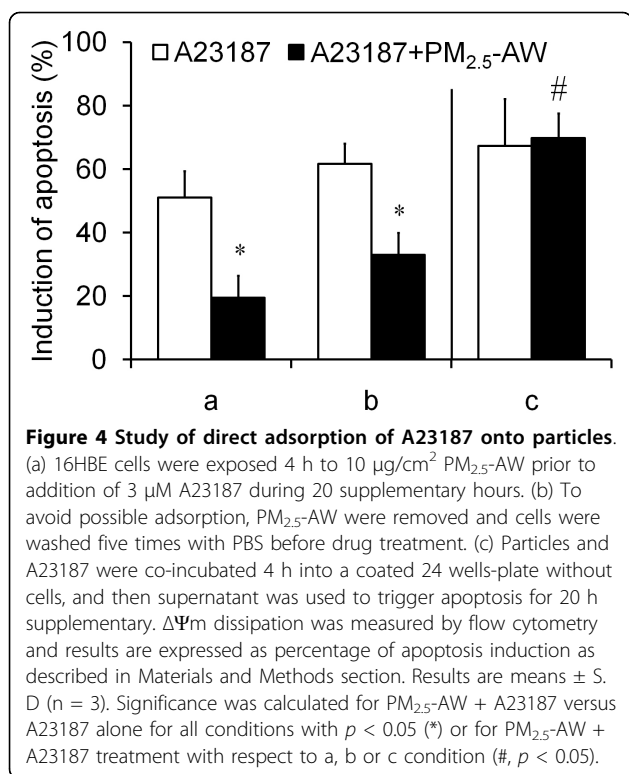 A23187 A23187+PM2.5-AW
Induction of apoptosis (%)
100
80
60
40
20
0
* * #
a b c
Figure 4 Study of direct adsorption of A23187 onto particles.
(a) 16HBE cells were exposed 4 h to 10 μg/cm² PM2.5-AW prior to
addition of 3 μM A23187 during 20 supplementary hours. (b) To
avoid possible adsorption, PM2.5-AW were removed and cells were
washed five times with PBS before drug treatment. (c) Particles and
A23187 were co-incubated 4 h into a coated 24 wells-plate without
cells, and then supernatant was used to trigger apoptosis for 20 h
supplementary. ΔΨm dissipation was measured by flow cytometry
and results are expressed as percentage of apoptosis induction as
described in Materials and Methods section. Results are means ± S.
D (n = 3). Significance was calculated for PM2.5-AW + A23187 versus
A23187 alone for all conditions with p < 0.05 (*) or for PM2.5-AW +
A23187 treatment with respect to a, b or c condition (#, p < 0.05).